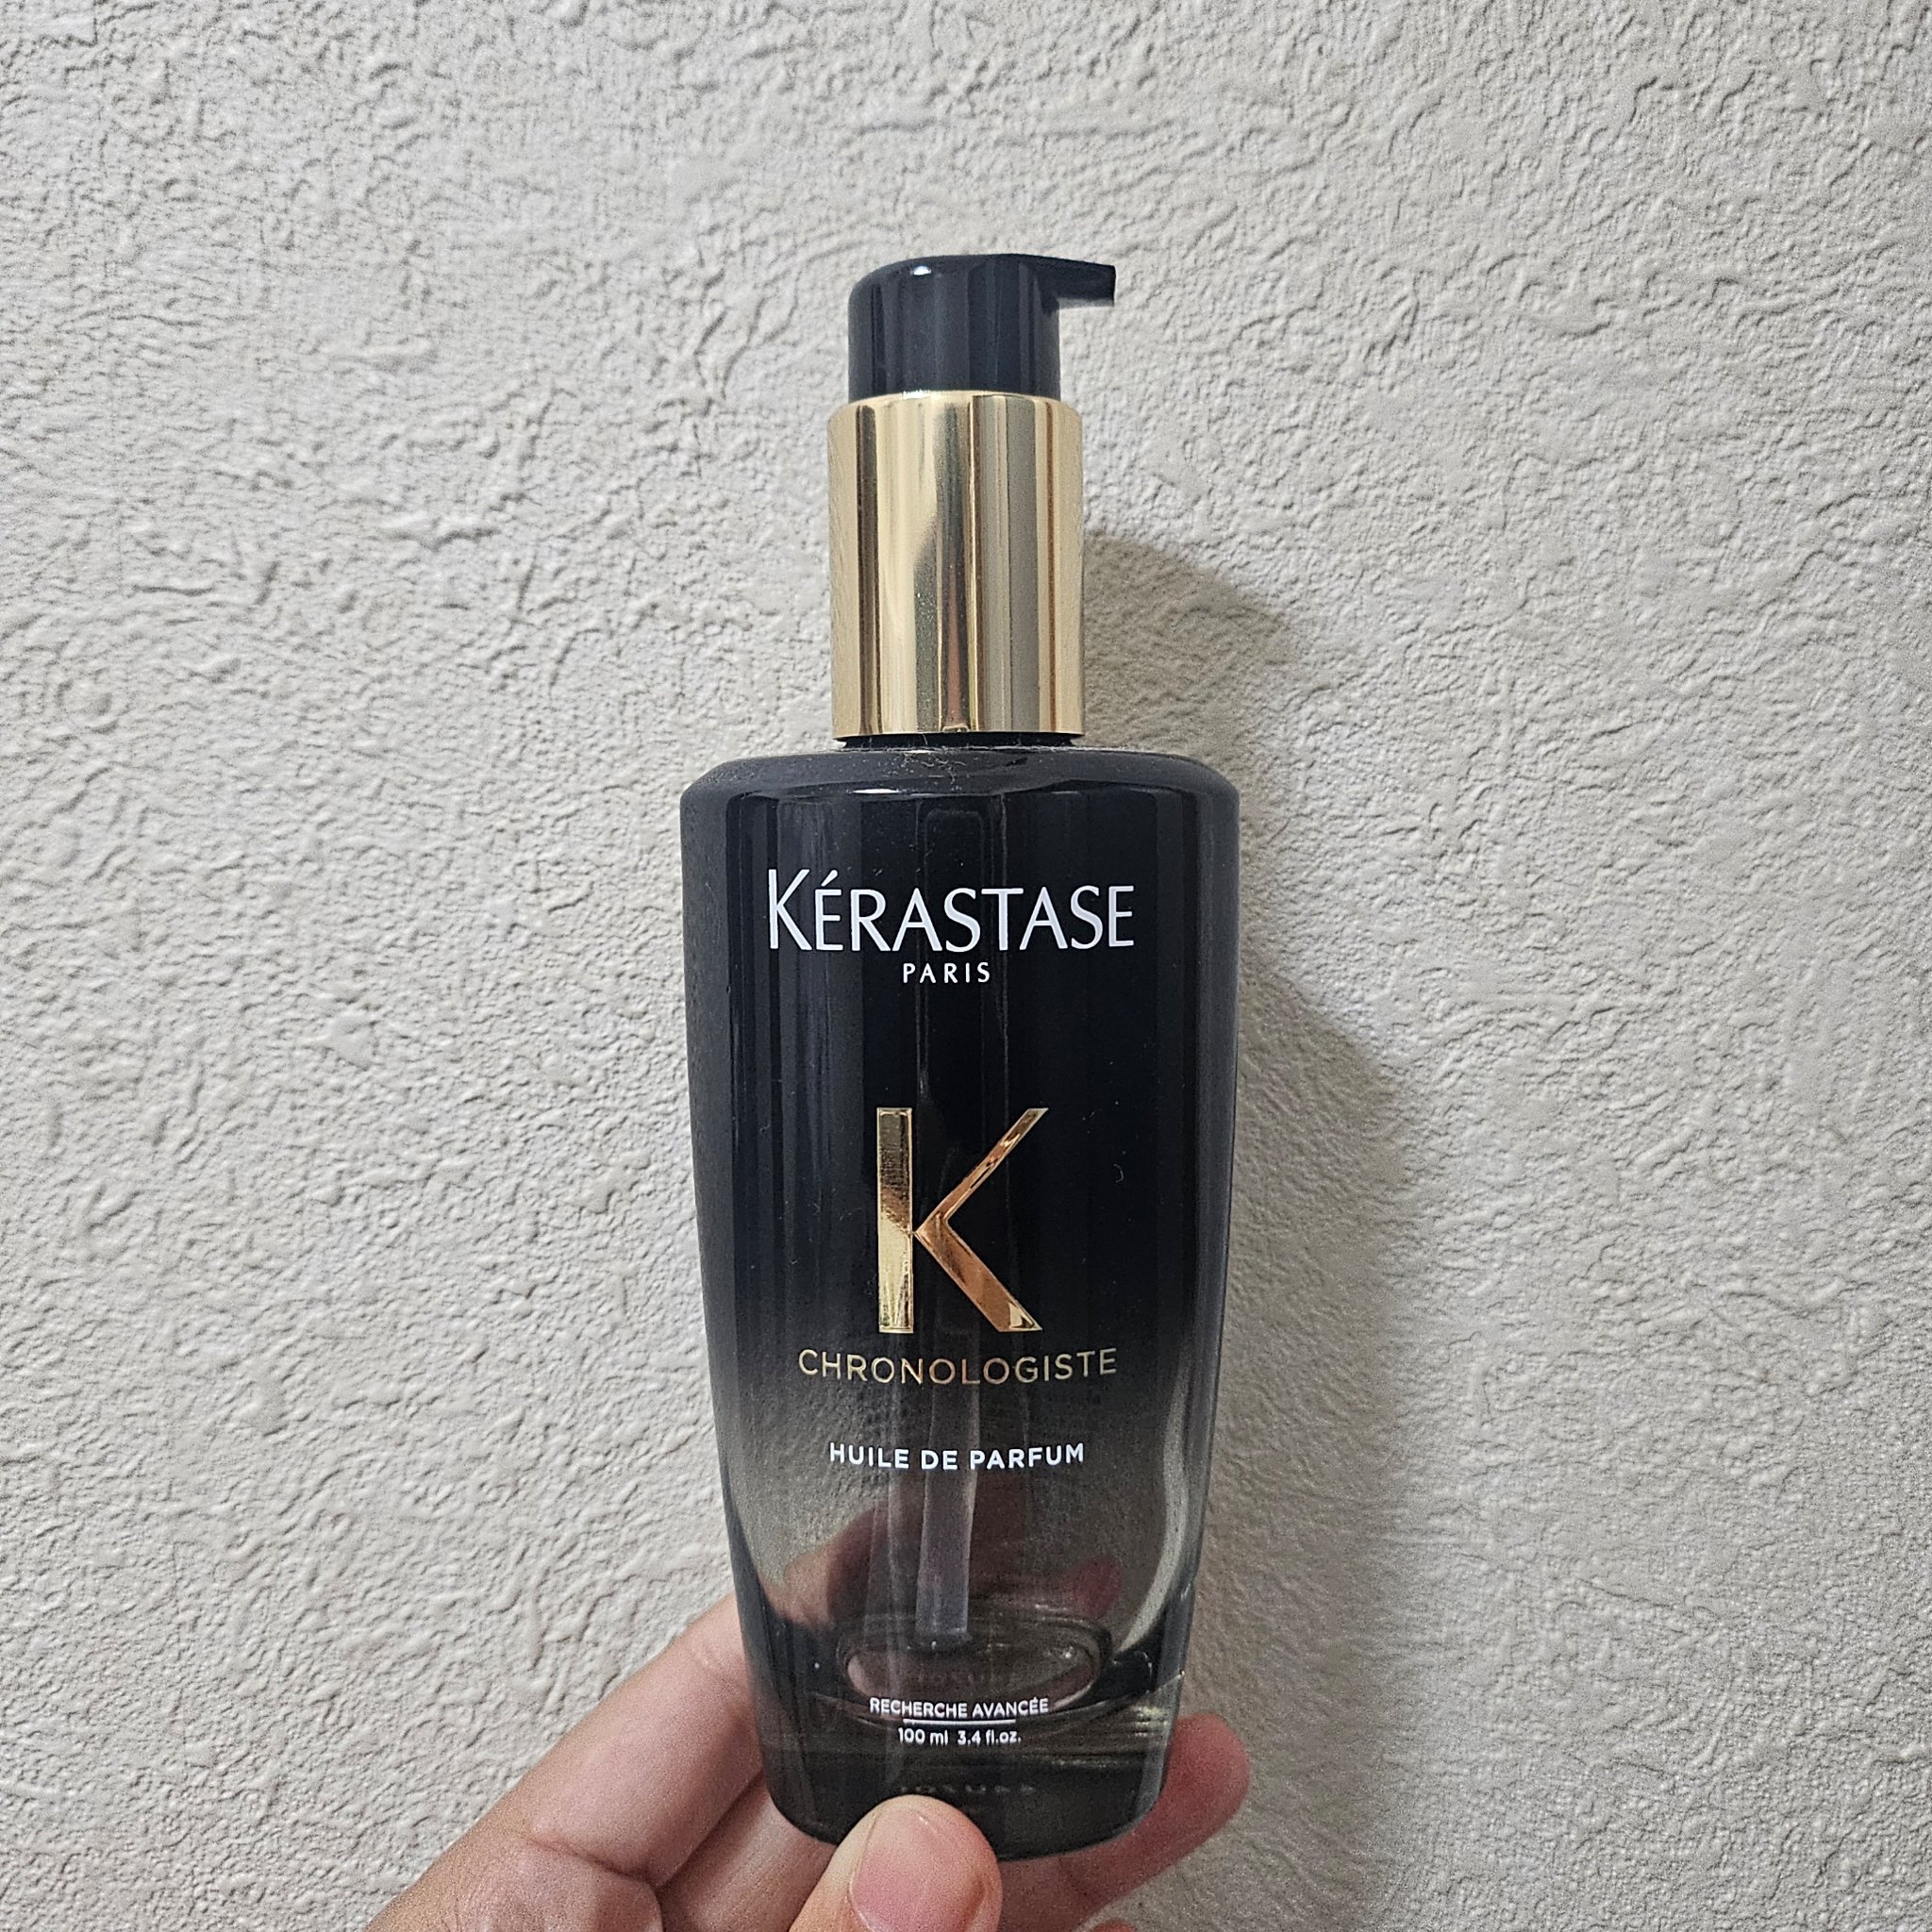 KÉRASTASE
PARIS
K
CHRONOLOGISTE
HUILE DE PARFUM
RECHERCHE AVANCÉE
100 ml 3.4 fl.oz.